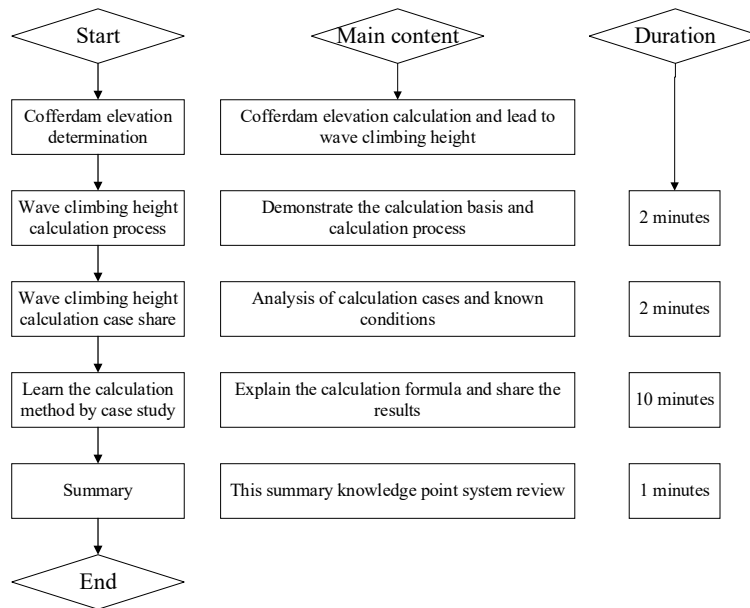 Start
Main content
Duration
Cofferdam elevation
determination
Cofferdam elevation calculation and lead to
wave climbing height
Wave climbing height
calculation process
Demonstrate the calculation basis and
calculation process
2 minutes
Wave climbing height
calculation case share
Analysis of calculation cases and known
conditions
2 minutes
Learn the calculation
method by case study
Explain the calculation formula and share the
results
10 minutes
Summary
This summary knowledge point system review
1 minutes
End